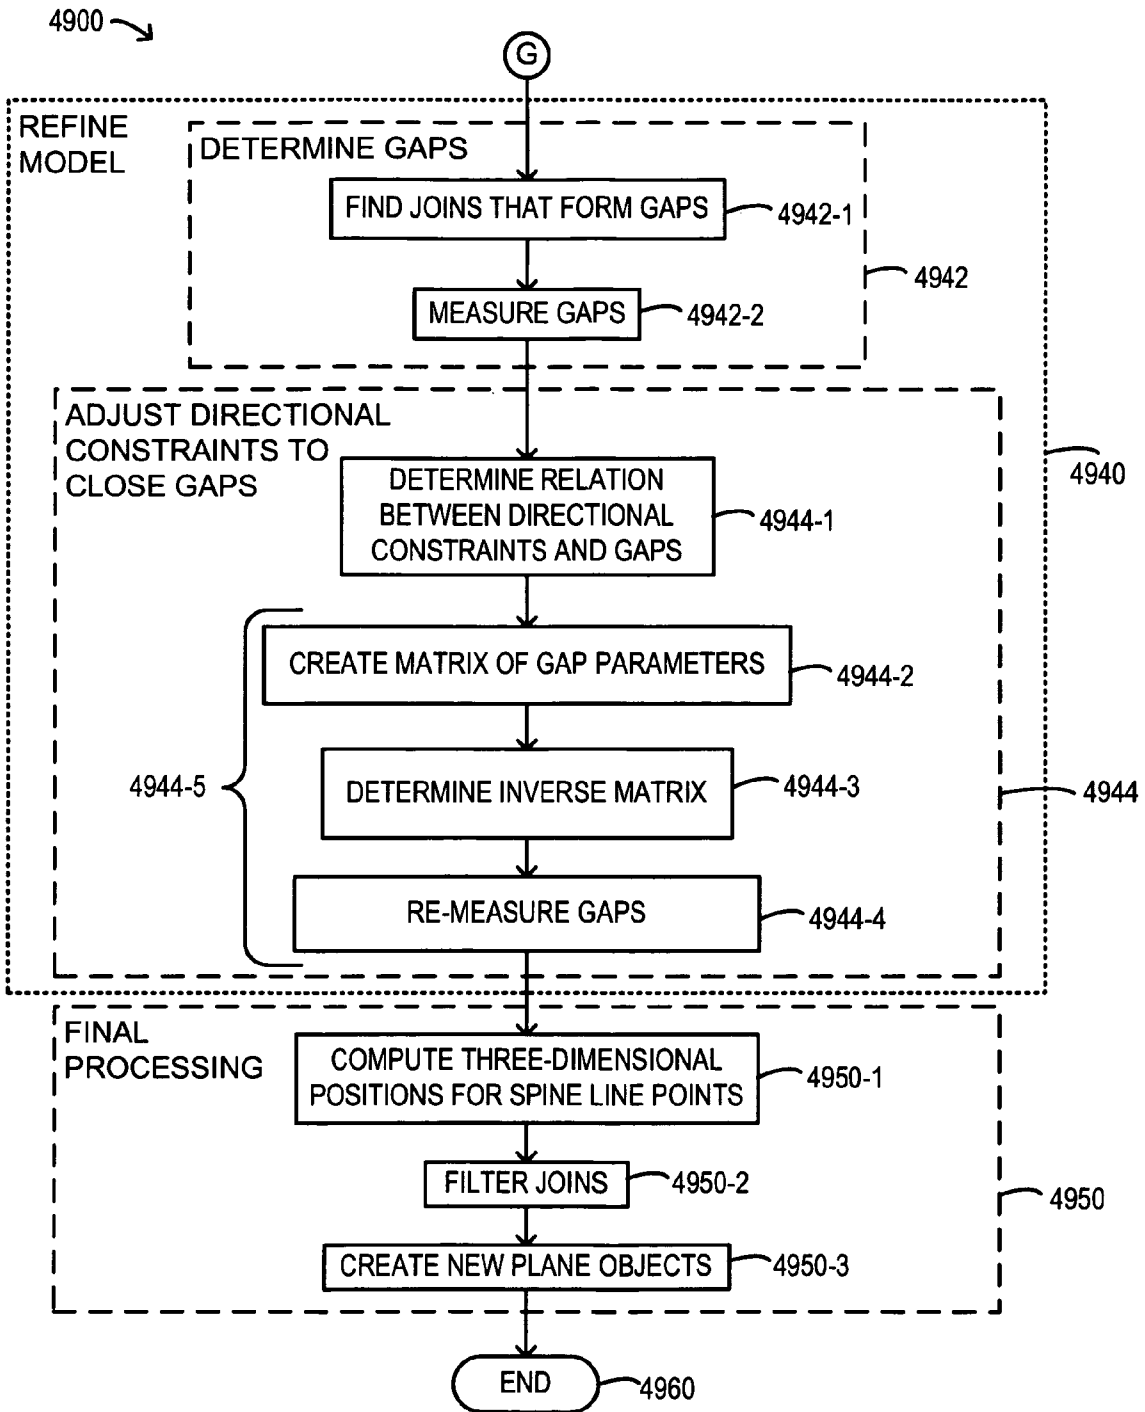 4900
G
REFINE
MODEL
DETERMINE GAPS
FIND JOINS THAT FORM GAPS
4942-1
4942
MEASURE GAPS
4942-2
ADJUST DIRECTIONAL
CONSTRAINTS TO
CLOSE GAPS
4940
DETERMINE RELATION
BETWEEN DIRECTIONAL
CONSTRAINTS AND GAPS
4944-1
CREATE MATRIX OF GAP PARAMETERS
4944-2
4944-5
DETERMINE INVERSE MATRIX
4944-3
4944
RE-MEASURE GAPS
4944-4
FINAL
PROCESSING
COMPUTE THREE-DIMENSIONAL
POSITIONS FOR SPINE LINE POINTS
4950-1
FILTER JOINS
4950-2
4950
CREATE NEW PLANE OBJECTS
4950-3
END
4960